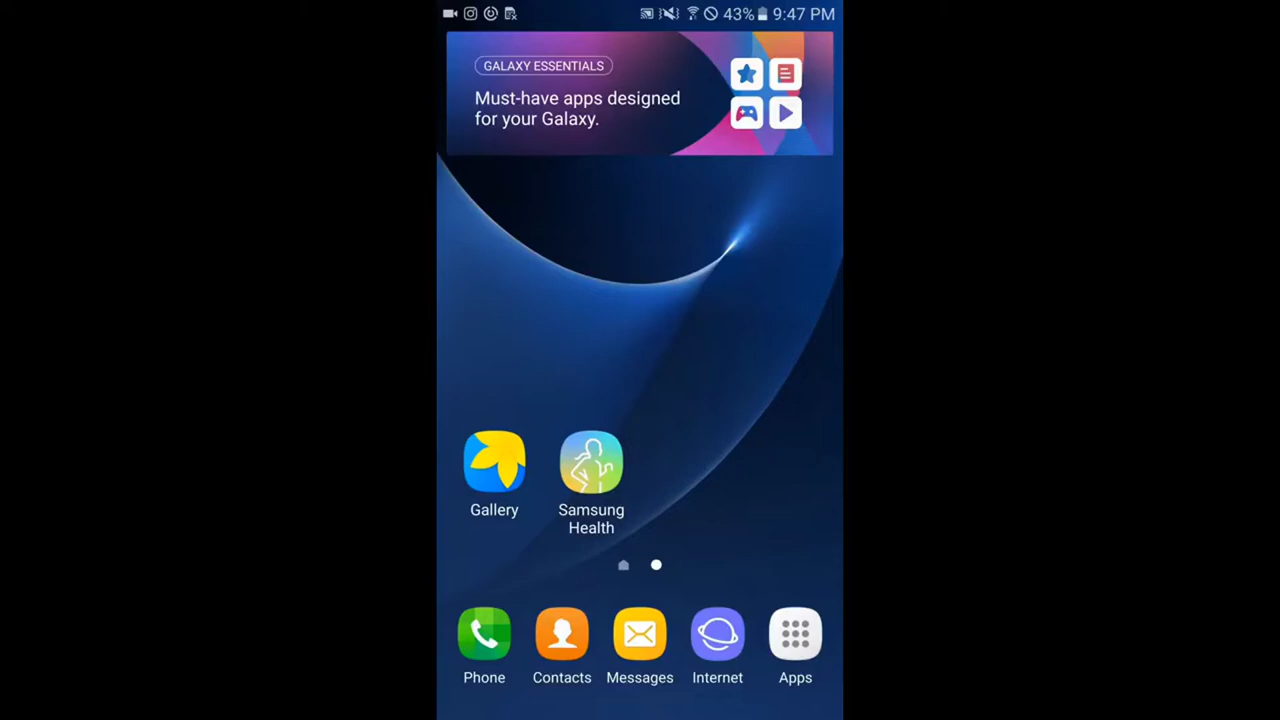 43% 9:47 PM
GALAXY ESSENTIALS
Must-have apps designed
for your Galaxy.
Gallery
Samsung
Health
Phone
Contacts
Messages
Internet
Apps